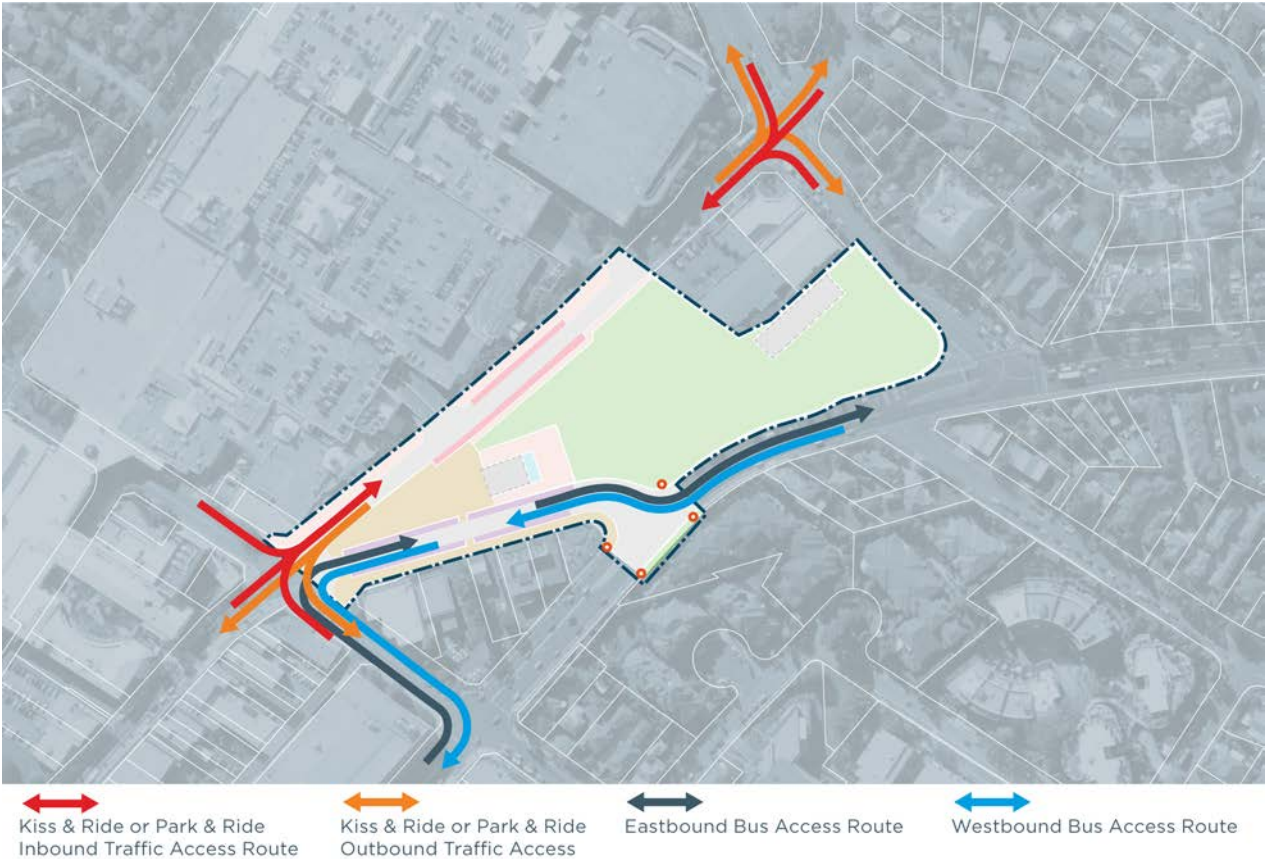 Kiss & Ride or Park & Ride
Inbound Traffic Access Route
Kiss & Ride or Park & Ride
Outbound Traffic Access
Eastbound Bus Access Route
Westbound Bus Access Route